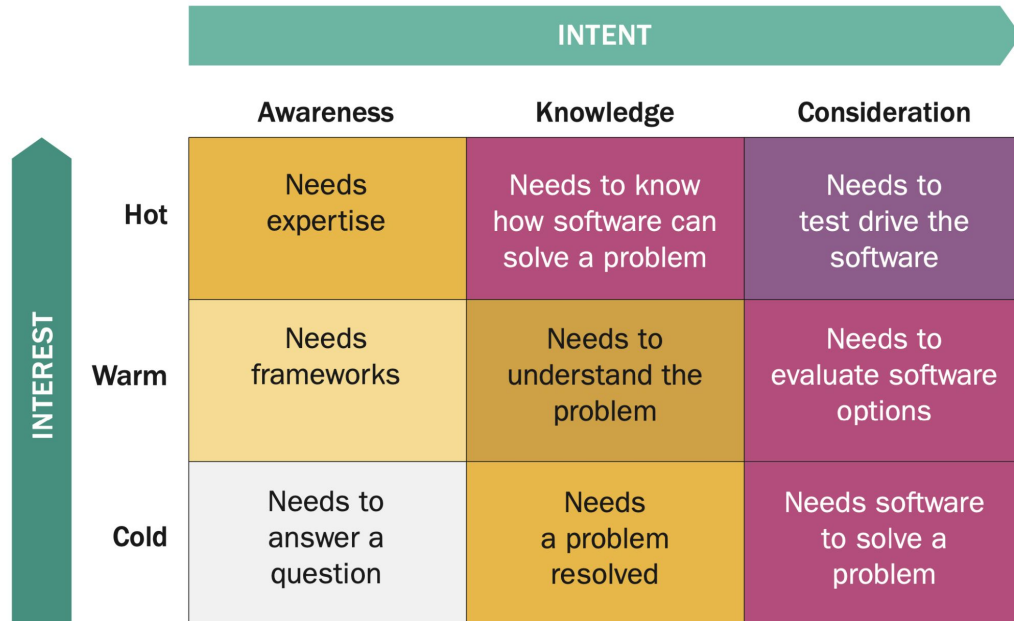 INTENT
Awareness
Knowledge
Consideration
INTEREST
Hot
Needs
expertise
Needs to know
how software can
solve a problem
Needs to
test drive the
software
Warm
Needs
frameworks
Needs to
understand the
problem
Needs to
evaluate software
options
Cold
Needs to
answer a
question
Needs
a problem
resolved
Needs software
to solve a
problem